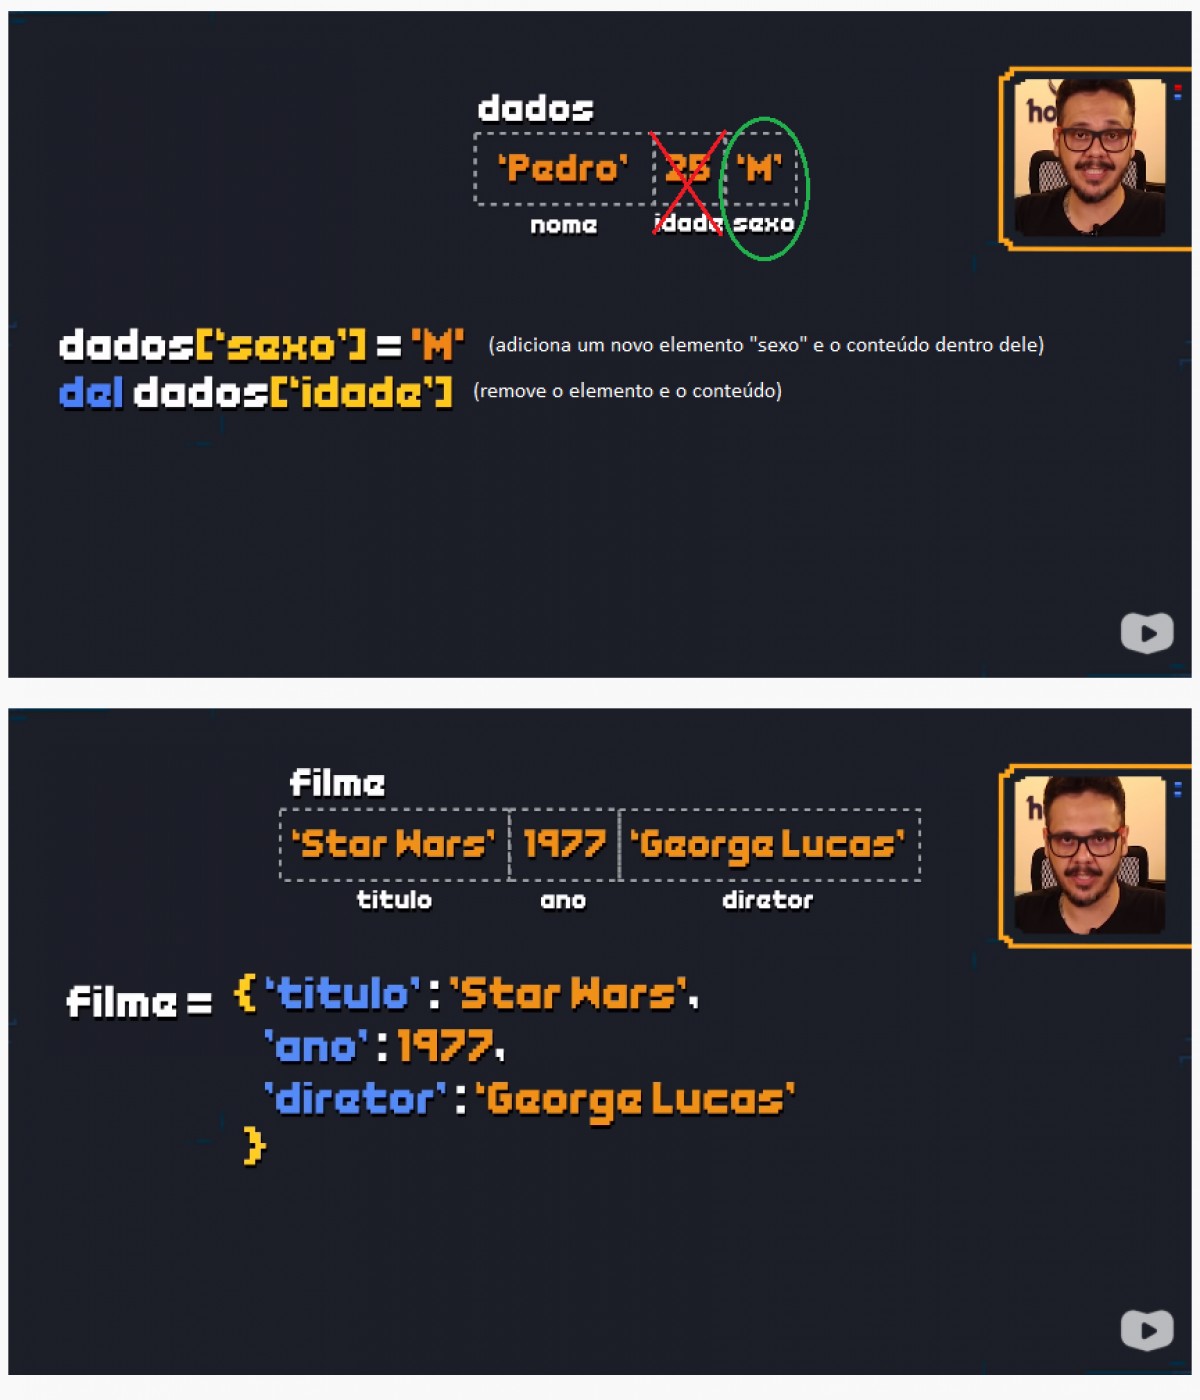 dados
'Pedro' 25 'M'
nome idade sexo
ho
dados['sexo'] = 'M' (adiciona um novo elemento "sexo" e o conteúdo dentro dele)
del dados['idade'] (remove o elemento e o conteúdo)
filme
'Star Wars' 1977 'George Lucas'
titulo ano diretor
h
filme = { 'titulo' : 'Star Wars',
'ano' : 1977,
'diretor' : 'George Lucas'
}